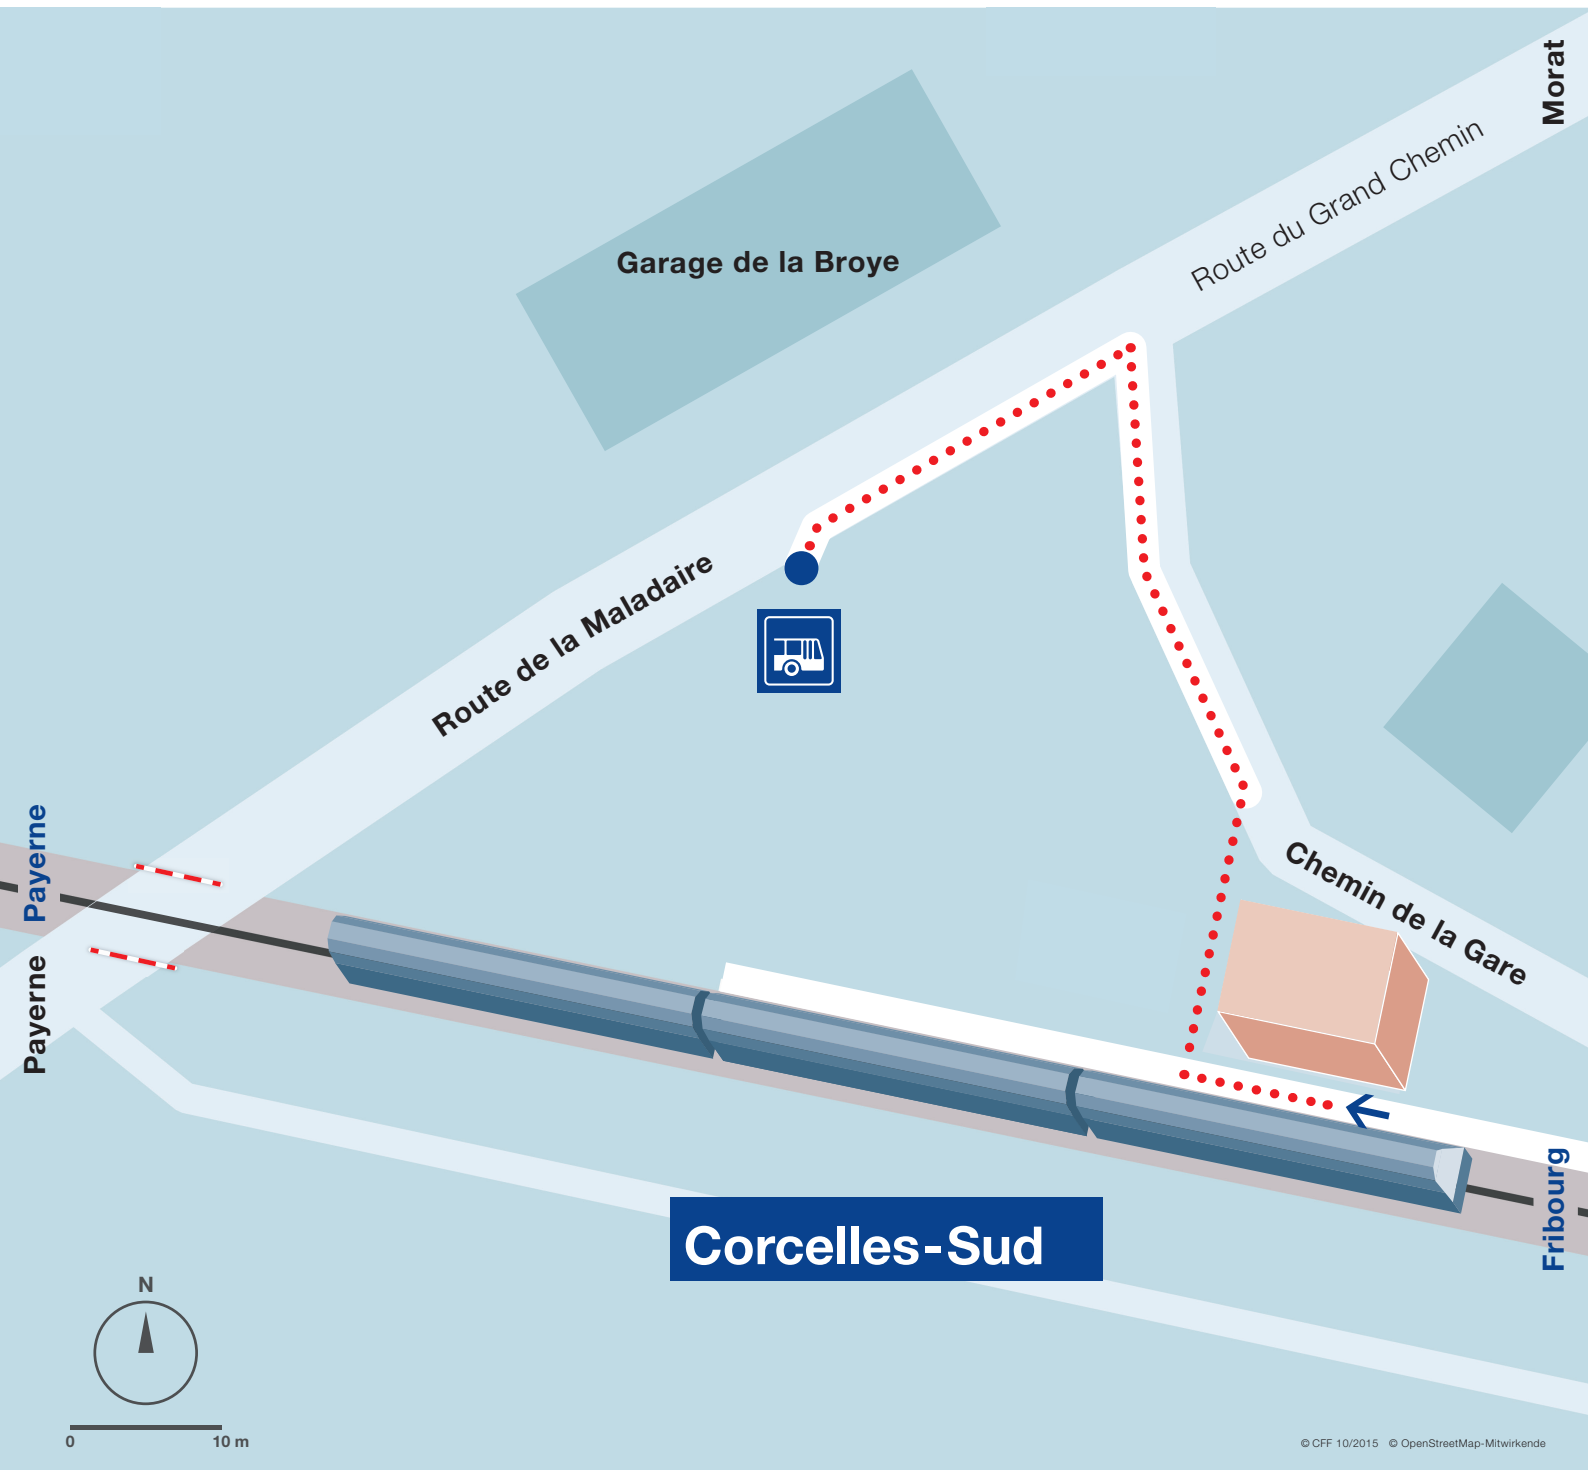 Morat
Route du Grand Chemin
Garage de la Broye
Route de la Maladaire
Payerne
Chemin de la Gare
Payerne
Fribourg
Corcelles-Sud
N
0 10 m
© CFF 10/2015 © OpenStreetMap-Mitwirkende